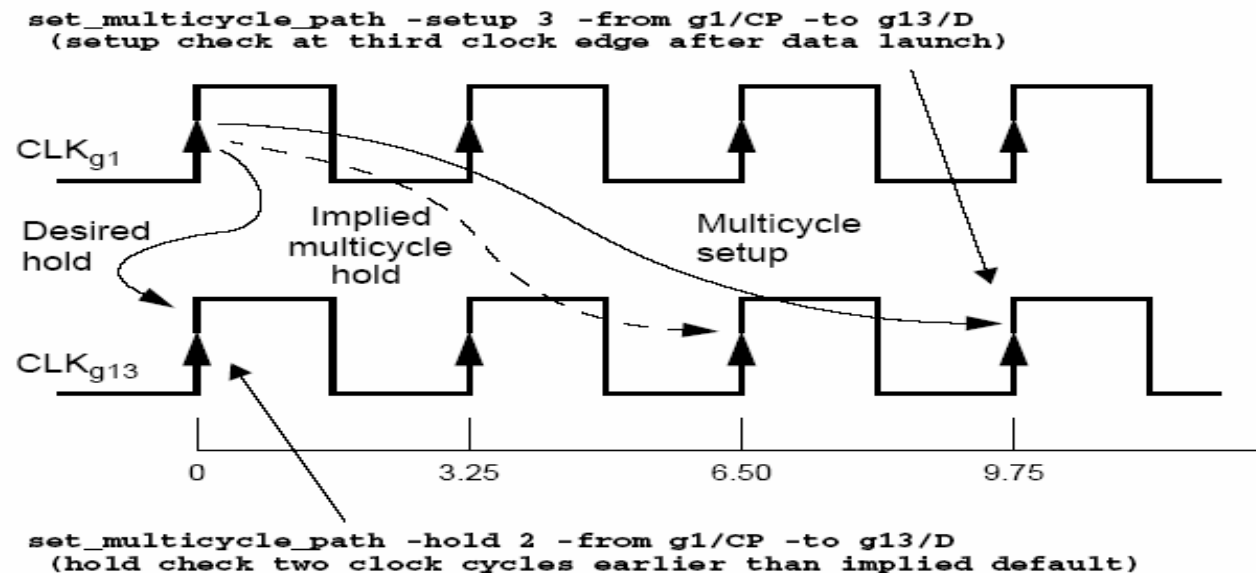 set_multicycle_path -setup 3 -from g1/CP -to g13/D
(setup check at third clock edge after data launch)
CLKg1
Desired
hold
Implied
multicycle
hold
Multicycle
setup
CLKg13
0 3.25 6.50 9.75
set_multicycle_path -hold 2 -from g1/CP -to g13/D
(hold check two clock cycles earlier than implied default)